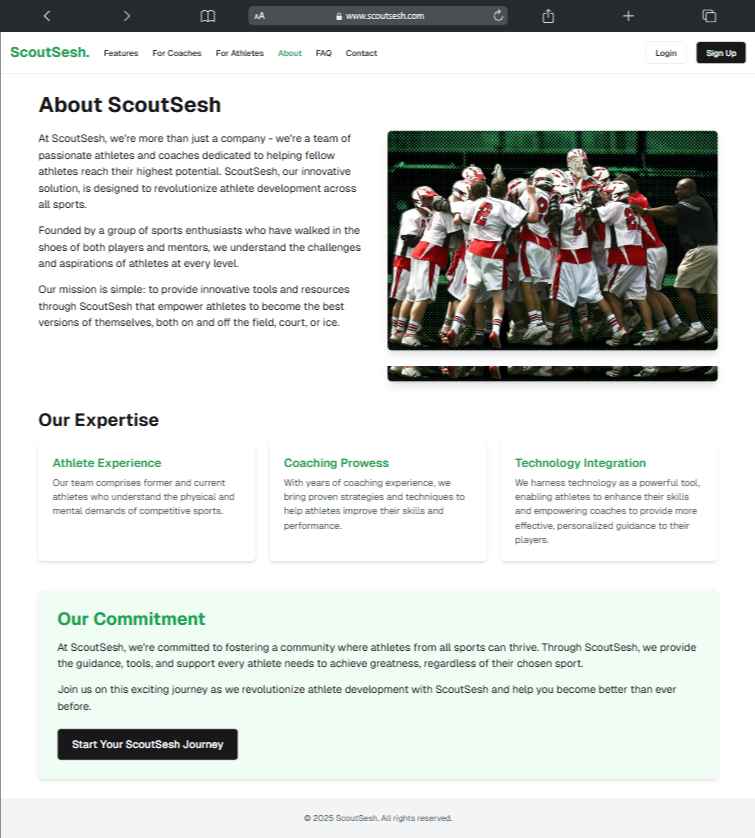 AA www.scoutsesh.com
ScoutSesh. Features For Coaches For Athletes About FAQ Contact Login Sign Up
About ScoutSesh
At ScoutSesh, we're more than just a company - we're a team of
passionate athletes and coaches dedicated to helping fellow
athletes reach their highest potential. ScoutSesh, our innovative
solution, is designed to revolutionize athlete development across
all sports.
Founded by a group of sports enthusiasts who have walked in the
shoes of both players and mentors, we understand the challenges
and aspirations of athletes at every level.
Our mission is simple: to provide innovative tools and resources
through ScoutSesh that empower athletes to become the best
versions of themselves, both on and off the field, court, or ice.
2
Our Expertise
Athlete Experience
Our team comprises former and current
athletes who understand the physical and
mental demands of competitive sports.
Coaching Prowess
With years of coaching experience, we
bring proven strategies and techniques to
help athletes improve their skills and
performance.
Technology Integration
We harness technology as a powerful tool,
enabling athletes to enhance their skills
and empowering coaches to provide more
effective, personalized guidance to their
players.
Our Commitment
At ScoutSesh, we're committed to fostering a community where athletes from all sports can thrive. Through ScoutSesh, we provide
the guidance, tools, and support every athlete needs to achieve greatness, regardless of their chosen sport.
Join us on this exciting journey as we revolutionize athlete development with ScoutSesh and help you become better than ever
before.
Start Your ScoutSesh Journey
© 2025 ScoutSesh. All rights reserved.